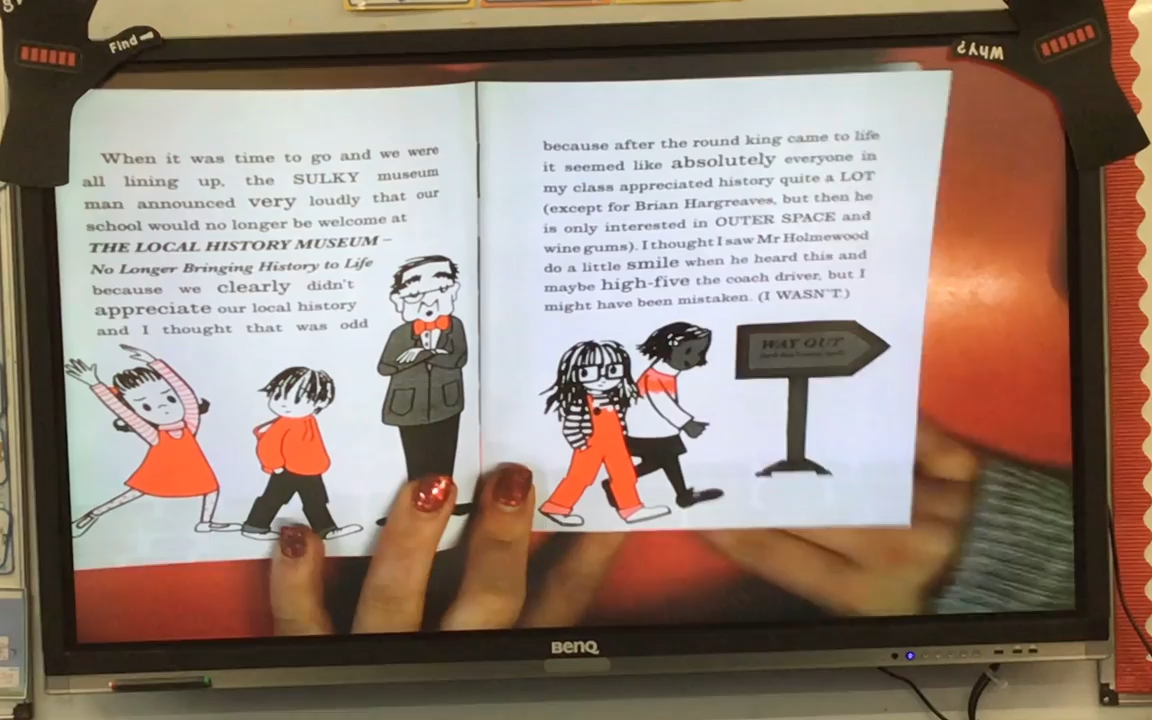 Find
Why?
When it was time to go and we were
all lining up, the SULKY museum
man announced very loudly that our
school would no longer be welcome at
THE LOCAL HISTORY MUSEUM –
No Longer Bringing History to Life
because we clearly didn't
appreciate our local history
and I thought that was odd
because after the round king came to life
it seemed like absolutely everyone in
my class appreciated history quite a LOT
(except for Brian Hargreaves, but then he
is only interested in OUTER SPACE and
wine gums). I thought I saw Mr Holmewood
do a little smile when he heard this and
maybe high-five the coach driver, but I
might have been mistaken. (I WASN'T.)
WAY OUT
BenQ